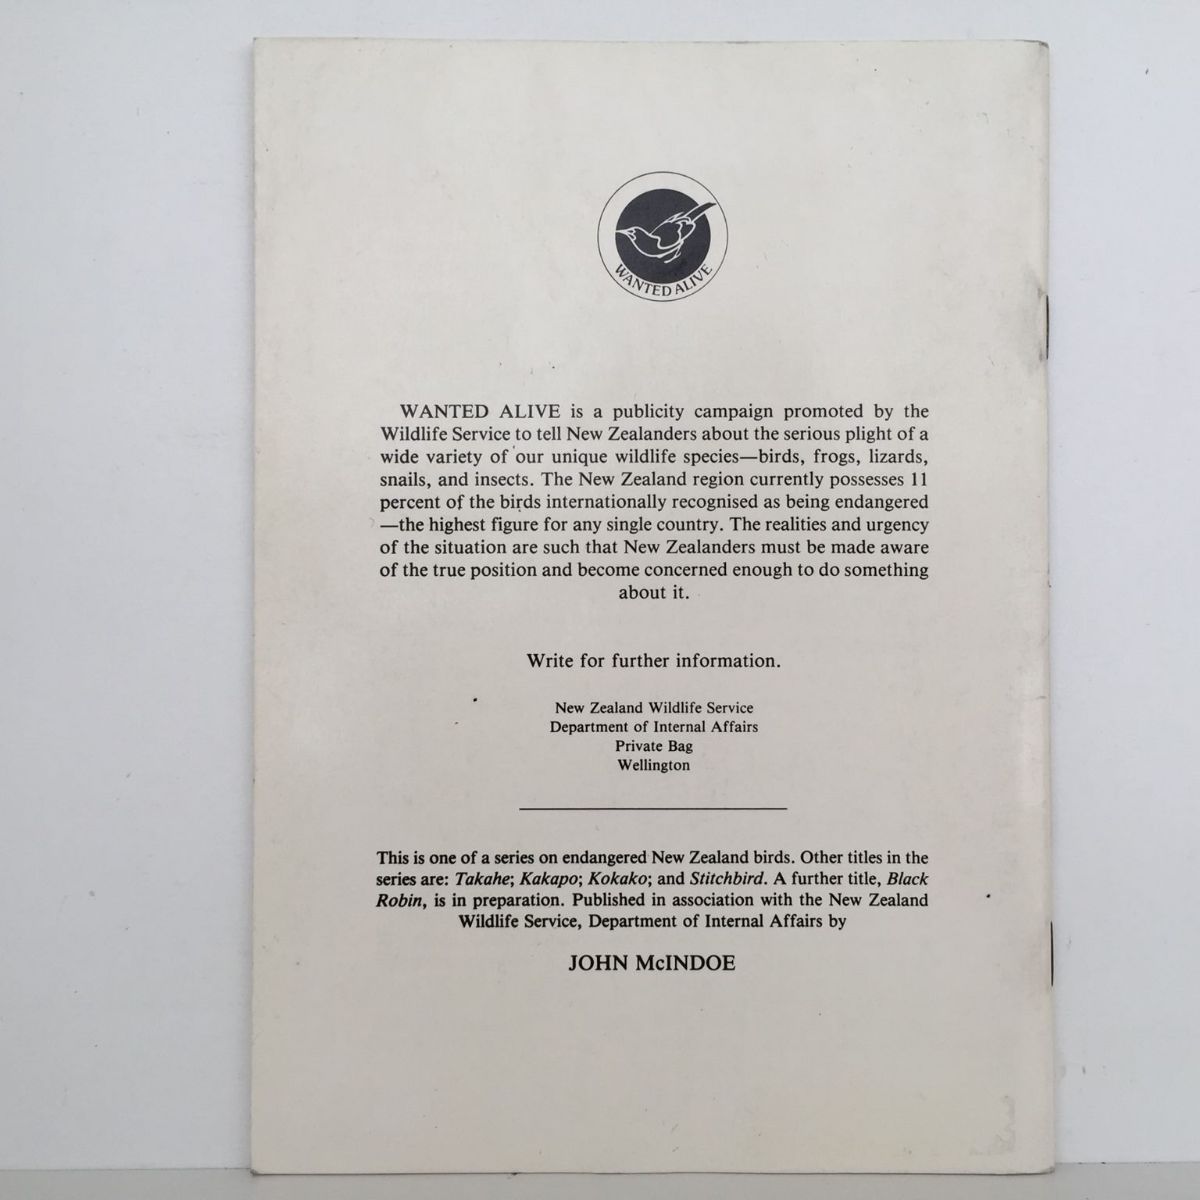 WANTED ALIVE
WANTED ALIVE is a publicity campaign promoted by the
Wildlife Service to tell New Zealanders about the serious plight of a
wide variety of our unique wildlife species—birds, frogs, lizards,
snails, and insects. The New Zealand region currently possesses 11
percent of the birds internationally recognised as being endangered
—the highest figure for any single country. The realities and urgency
of the situation are such that New Zealanders must be made aware
of the true position and become concerned enough to do something
about it.
Write for further information.
New Zealand Wildlife Service
Department of Internal Affairs
Private Bag
Wellington
This is one of a series on endangered New Zealand birds. Other titles in the
series are: Takahe; Kakapo; Kokako; and Stitchbird. A further title, Black
Robin, is in preparation. Published in association with the New Zealand
Wildlife Service, Department of Internal Affairs by
JOHN McINDOE